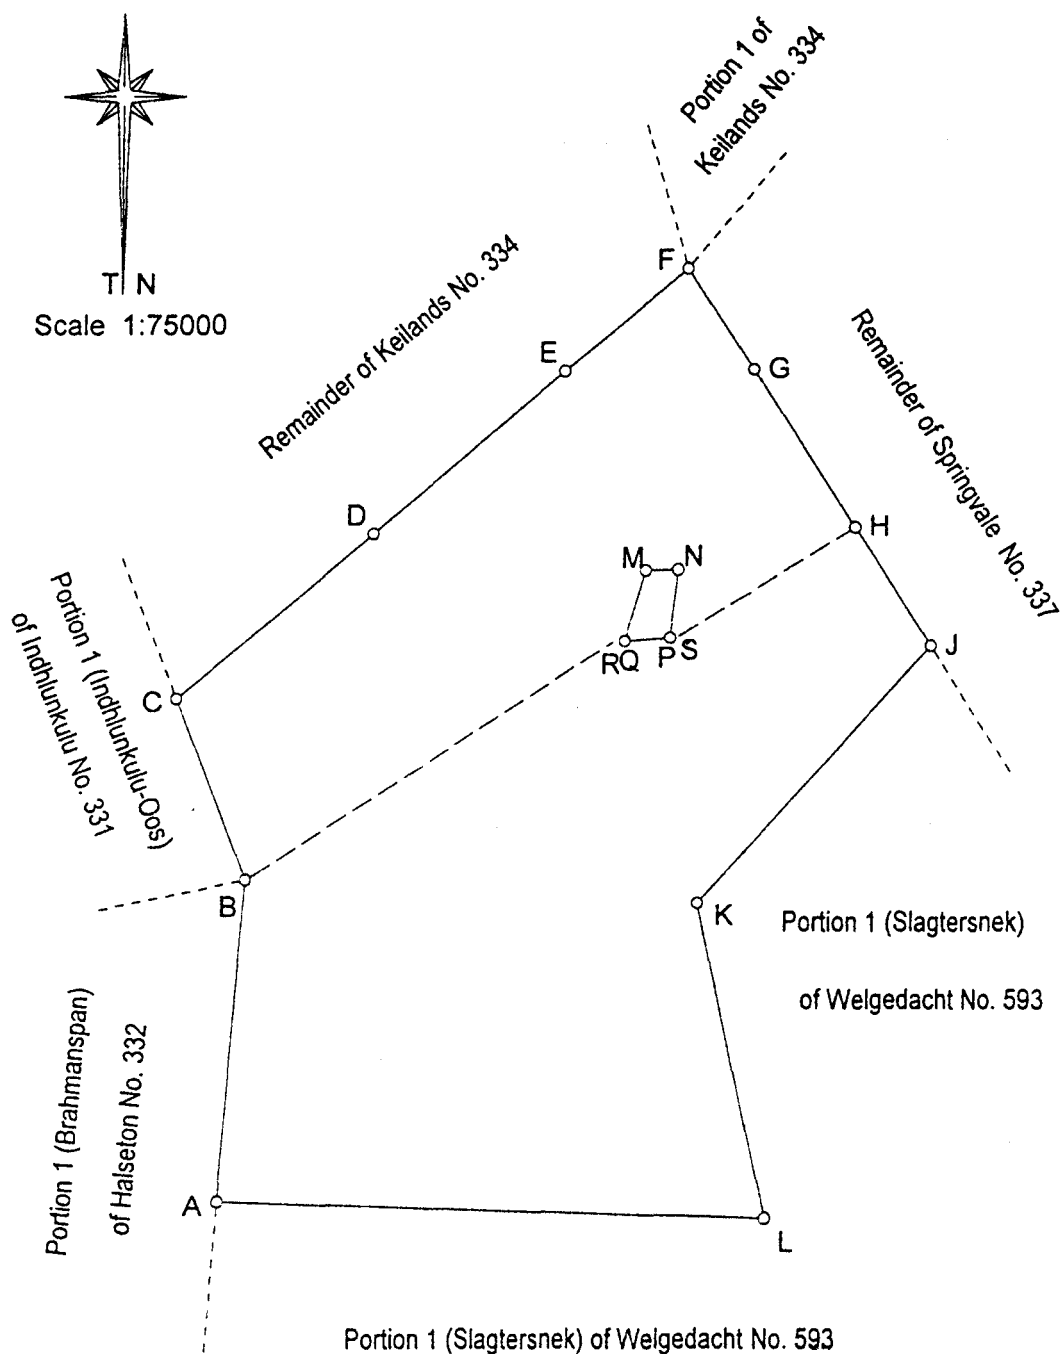 Portion 1 of
Keilands No. 334
T N
Scale 1:75000
Remainder of Keilands No. 334
F
E
G
Remainder of Springvale No. 337
D
H
M N
Portion 1 (Indhlunkulu-Oos)
of Indhlunkulu No. 331
R Q P S
J
C
B
K
Portion 1 (Slagtersnek)
of Welgedacht No. 593
Portion 1 (Brahmanspan)
of Halseton No. 332
A
L
Portion 1 (Slagtersnek) of Welgedacht No. 593